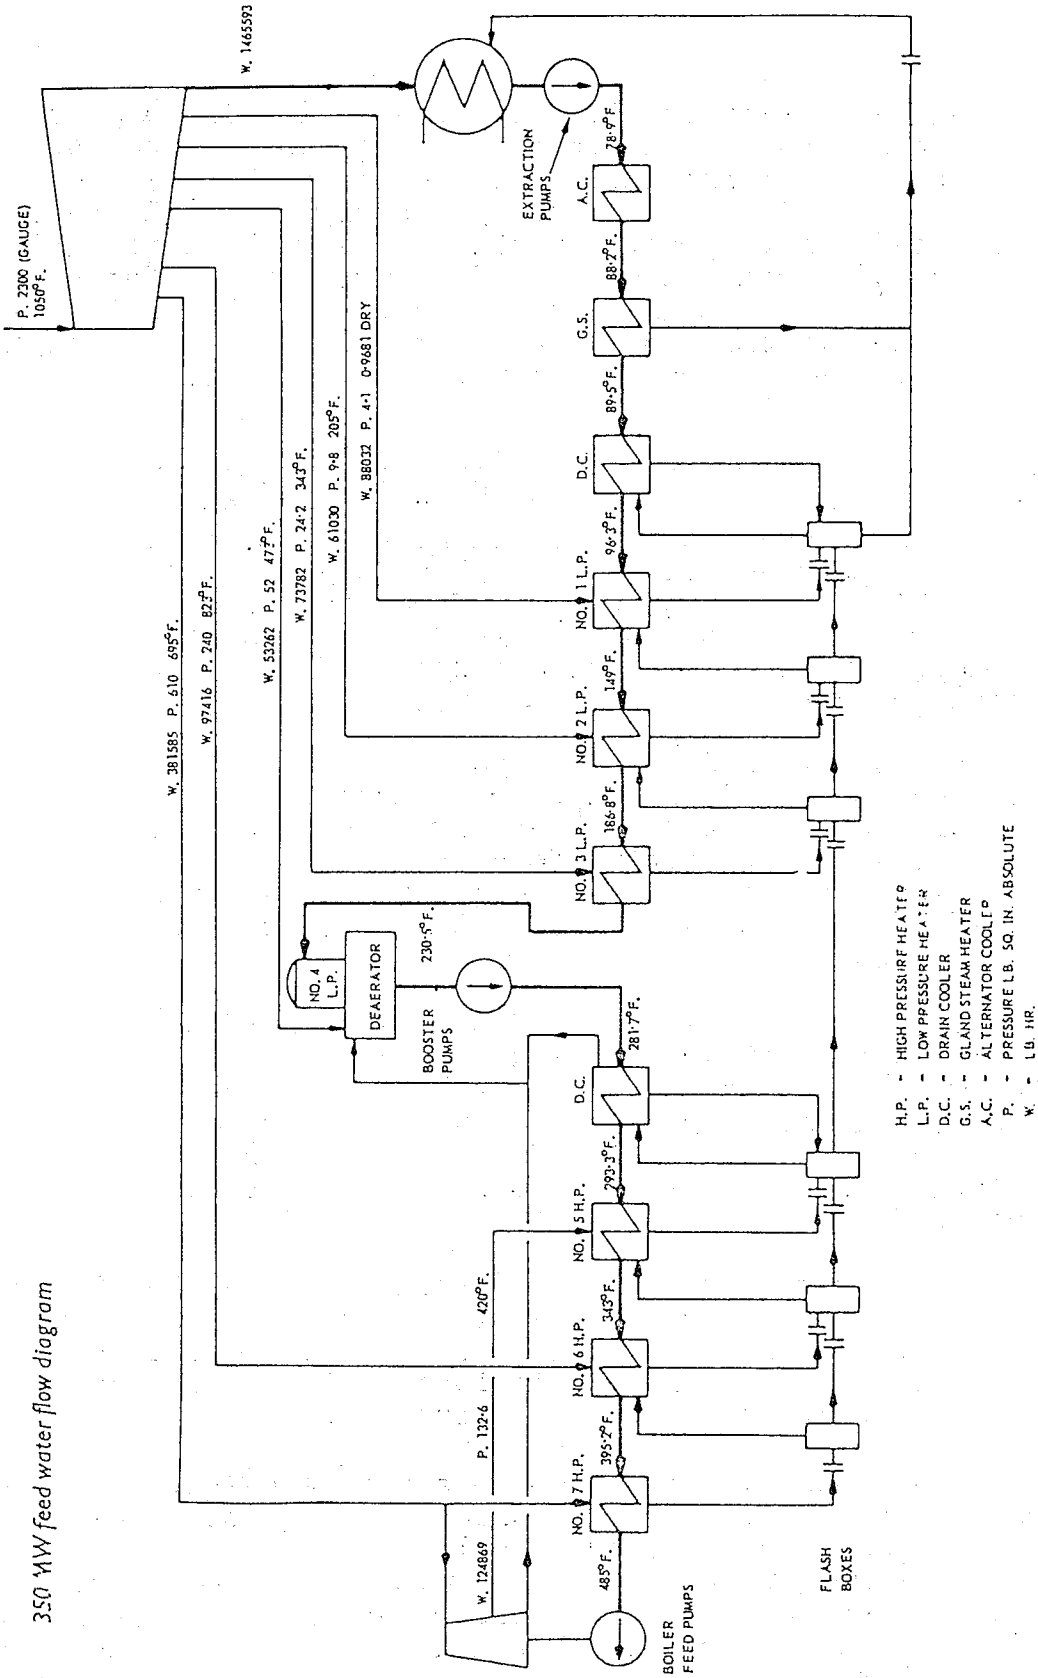 350 MW feed water flow diagram
P. 2300 (GAUGE)
1050°F.
W. 1465593
W. 381585 P. 610 695°F.
W. 97416 P. 240 823°F.
W. 53262 P. 52 477°F.
W. 73782 P. 24·2 343°F.
W. 61030 P. 9·8 205°F.
W. 88032 P. 4·1 0·9681 DRY
EXTRACTION
PUMPS
78·9°F.
A.C.
88·2°F.
G.S.
89·5°F.
D.C.
96·3°F.
NO. 1 L.P.
149°F.
NO. 2 L.P.
186·8°F.
NO. 3 L.P.
230·5°F.
NO. 4
L.P.
DEAERATOR
BOOSTER
PUMPS
281·7°F.
D.C.
293·3°F.
NO. 5 H.P.
343°F.
NO. 6 H.P.
395·2°F.
NO. 7 H.P.
485°F.
W. 124869 P. 132·6 420°F.
BOILER
FEED PUMPS
FLASH
BOXES
H.P. - HIGH PRESSURE HEATER
L.P. - LOW PRESSURE HEATER
D.C. - DRAIN COOLER
G.S. - GLAND STEAM HEATER
A.C. - ALTERNATOR COOLER
P. - PRESSURE LB. SQ. IN. ABSOLUTE
W. - LB. HR.